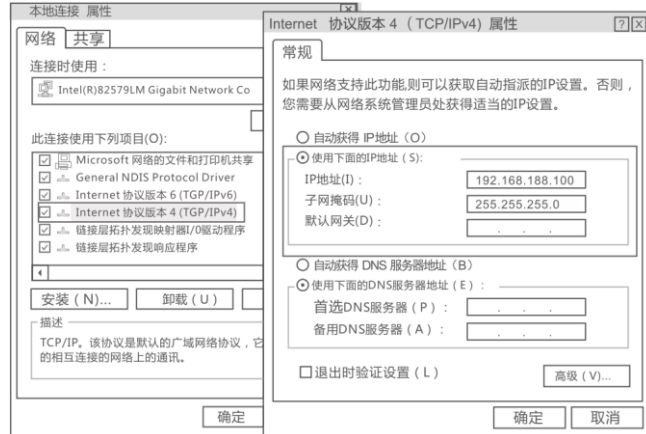 本地连接 属性
网络 共享
连接时使用：
Intel(R)82579LM Gigabit Network Co
此连接使用下列项目(O):
Microsoft 网络的文件和打印机共享
General NDIS Protocol Driver
Internet 协议版本 6 (TGP/IPv6)
Internet 协议版本 4 (TGP/IPv4)
链接层拓扑发现映射器I/0驱动程序
链接层拓扑发现响应程序
安装（N)... 卸载（U）
描述
TCP/IP。该协议是默认的广域网络协议，它
的相互连接的网络上的通讯。
确定
Internet 协议版本 4 （TCP/IPv4）属性
常规
如果网络支持此功能,则可以获取自动指派的IP设置。否则，
您需要从网络系统管理员处获得适当的IP设置。
自动获得 IP地址（O）
使用下面的IP地址（S):
IP地址(I)： 192.168.188.100
子网掩码(U)： 255.255.255.0
默认网关(D)： . . .
自动获得 DNS 服务器地址（B）
使用下面的DNS服务器地址（E）：
首选DNS服务器（P）： . . .
备用DNS服务器（A）： . . .
退出时验证设置（L）
高级（V)...
确定 取消